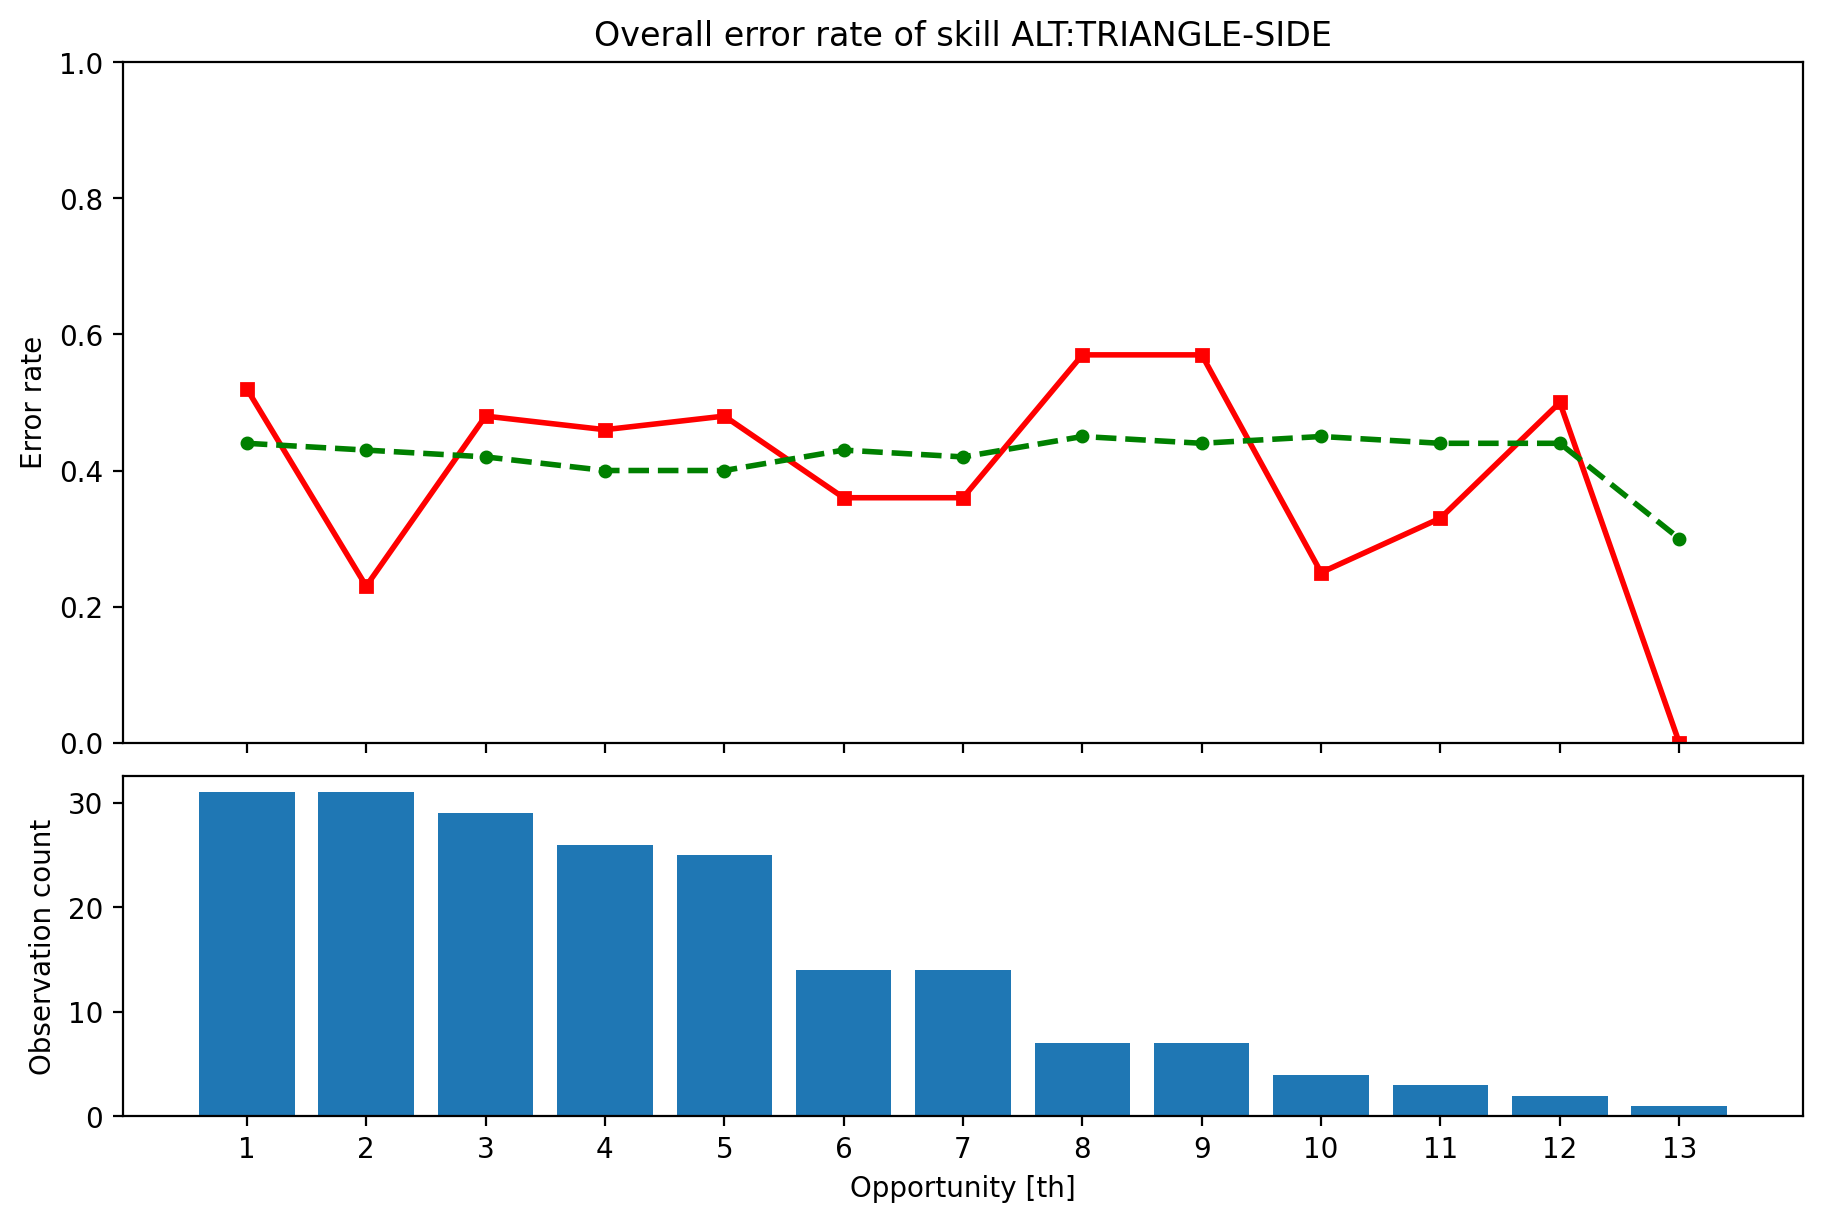 Overall error rate of skill ALT:TRIANGLE-SIDE
1.0
0.8
0.6
0.4
0.2
0.0
Error rate
30
20
10
0
Observation count
1 2 3 4 5 6 7 8 9 10 11 12 13
Opportunity [th]